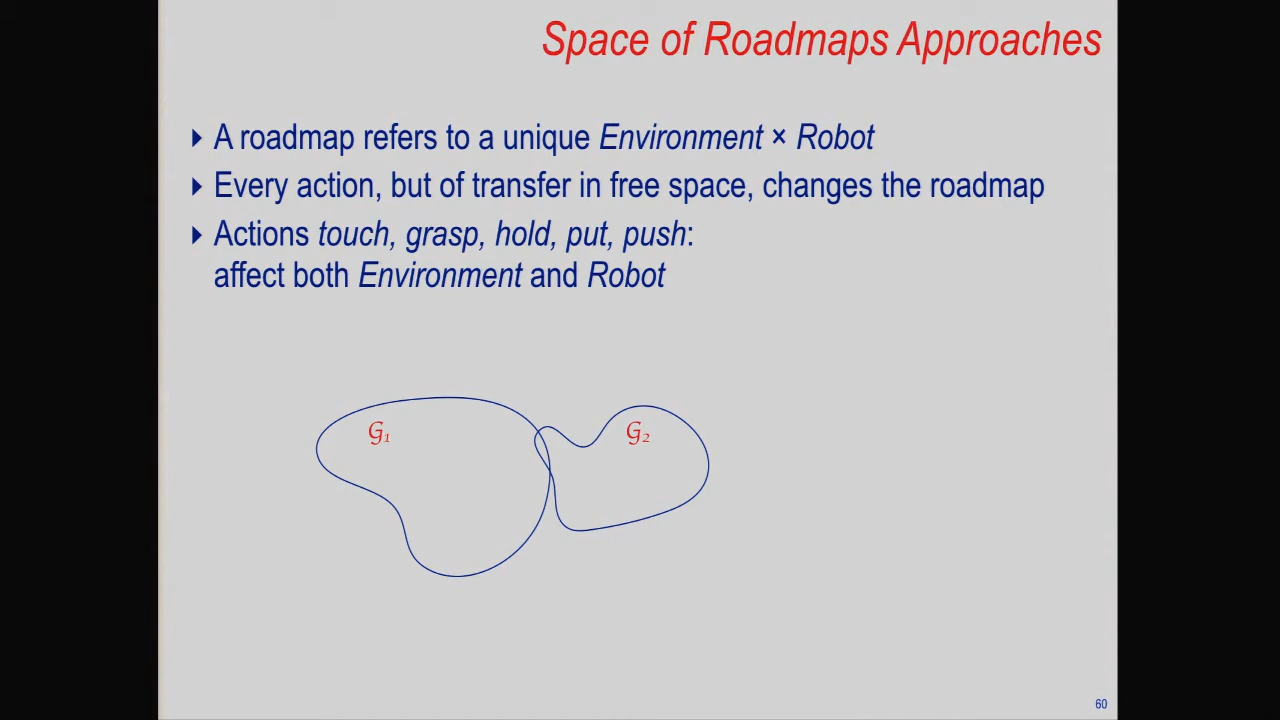 Space of Roadmaps Approaches
A roadmap refers to a unique Environment × Robot
Every action, but of transfer in free space, changes the roadmap
Actions touch, grasp, hold, put, push:
affect both Environment and Robot
G1
G2
60